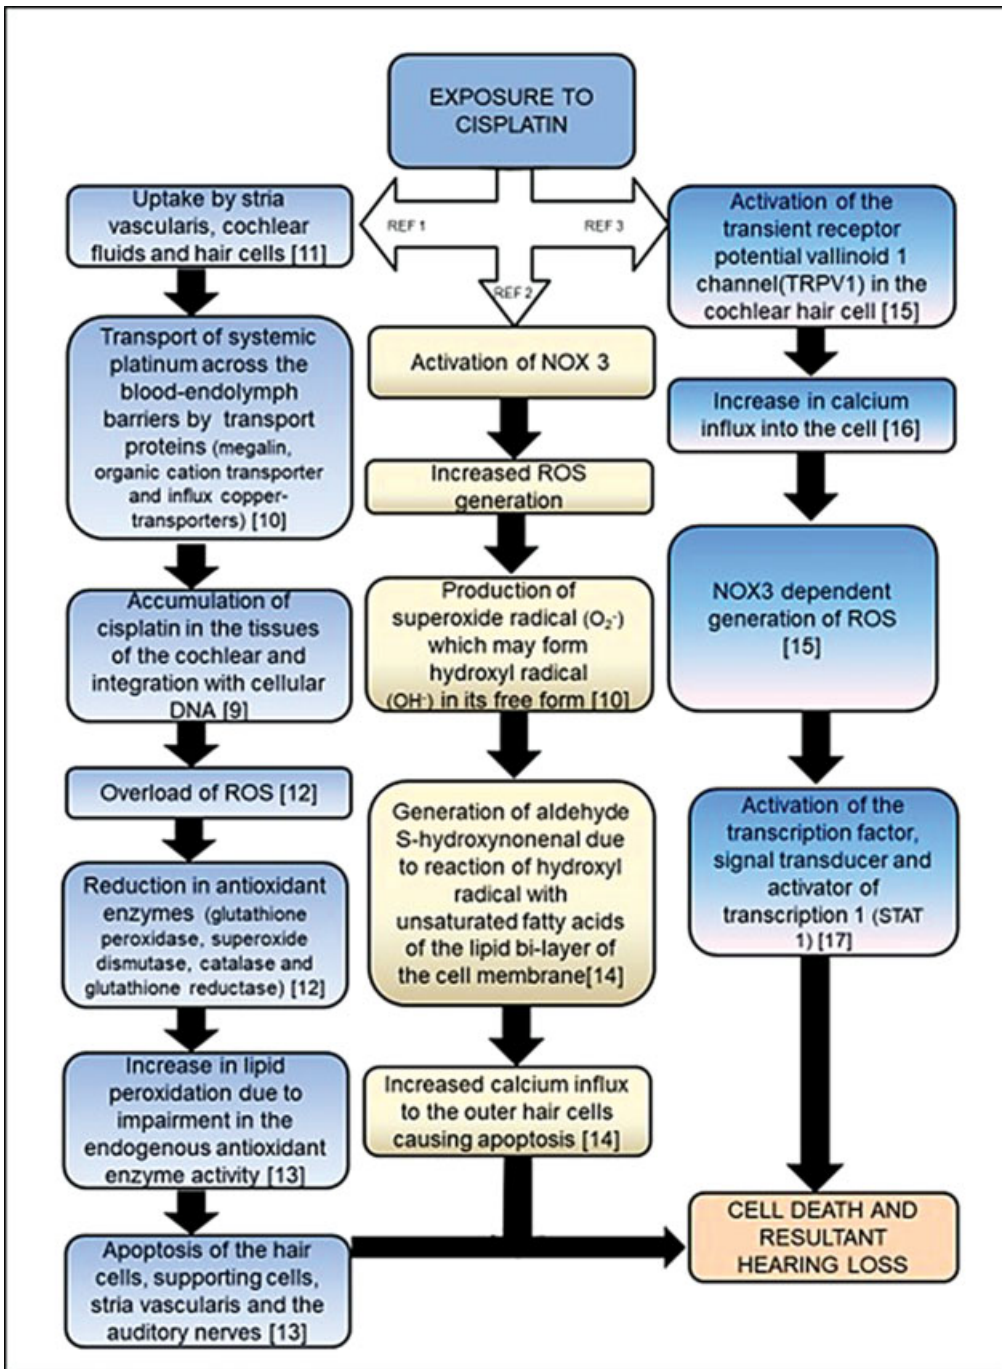 EXPOSURE TO
CISPLATIN
REF 1
REF 2
REF 3
Uptake by stria
vascularis, cochlear
fluids and hair cells [11]
Transport of systemic
platinum across the
blood-endolymph
barriers by transport
proteins (megalin,
organic cation transporter
and influx copper-
transporters) [10]
Accumulation of
cisplatin in the tissues
of the cochlear and
integration with cellular
DNA [9]
Overload of ROS [12]
Reduction in antioxidant
enzymes (glutathione
peroxidase, superoxide
dismutase, catalase and
glutathione reductase) [12]
Increase in lipid
peroxidation due to
impairment in the
endogenous antioxidant
enzyme activity [13]
Apoptosis of the hair
cells, supporting cells,
stria vascularis and the
auditory nerves [13]
Activation of NOX 3
Increased ROS
generation
Production of
superoxide radical (O₂⁻)
which may form
hydroxyl radical
(OH⁻) in its free form [10]
Generation of aldehyde
S-hydroxynonenal due
to reaction of hydroxyl
radical with
unsaturated fatty acids
of the lipid bi-layer of
the cell membrane[14]
Increased calcium influx
to the outer hair cells
causing apoptosis [14]
Activation of the
transient receptor
potential vallinoid 1
channel(TRPV1) in the
cochlear hair cell [15]
Increase in calcium
influx into the cell [16]
NOX3 dependent
generation of ROS
[15]
Activation of the
transcription factor,
signal transducer and
activator of
transcription 1 (STAT
1) [17]
CELL DEATH AND
RESULTANT
HEARING LOSS